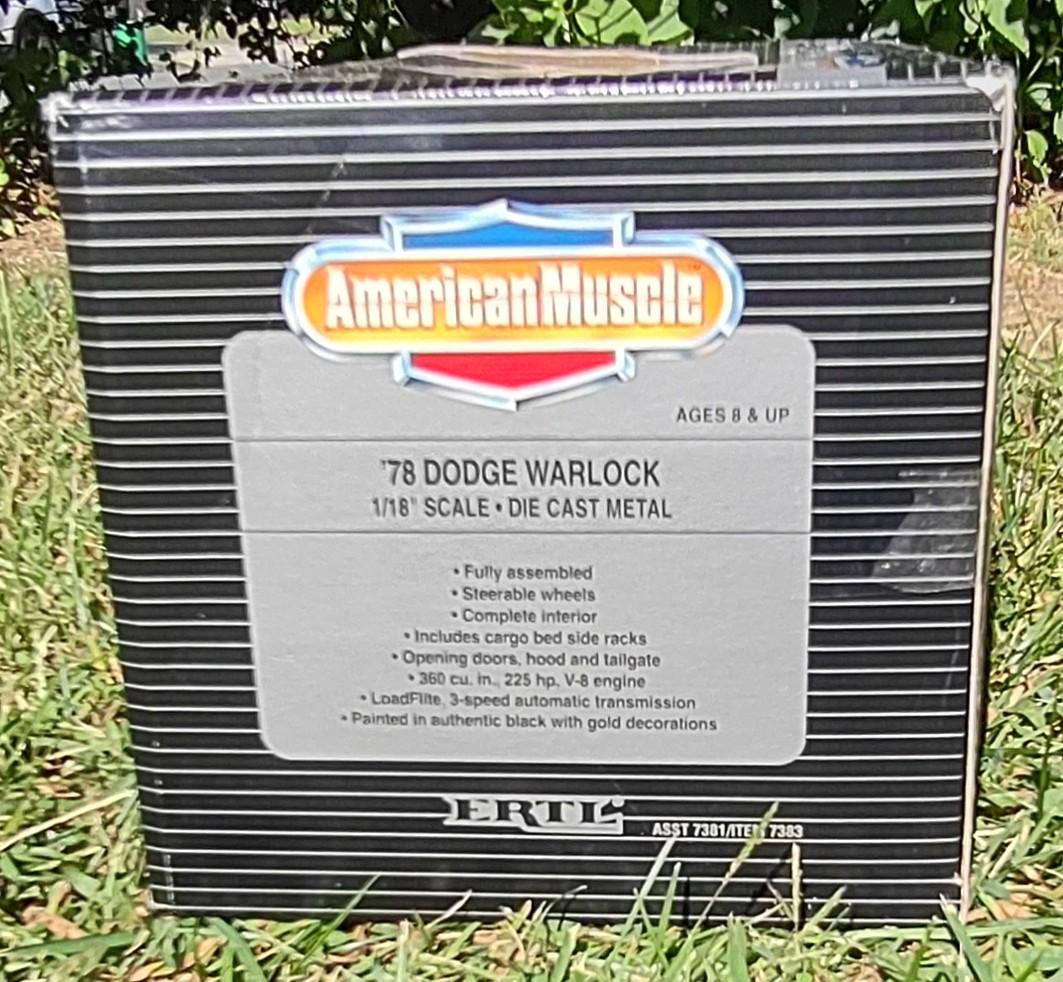 AmericanMuscle™
AGES 8 & UP
'78 DODGE WARLOCK
1/18" SCALE • DIE CAST METAL
• Fully assembled
• Steerable wheels
• Complete interior
• Includes cargo bed side racks
• Opening doors, hood and tailgate
• 360 cu. in., 225 hp, V-8 engine
• LoadFlite, 3-speed automatic transmission
• Painted in authentic black with gold decorations
ERTL
ASST 7381/ITEM 7383